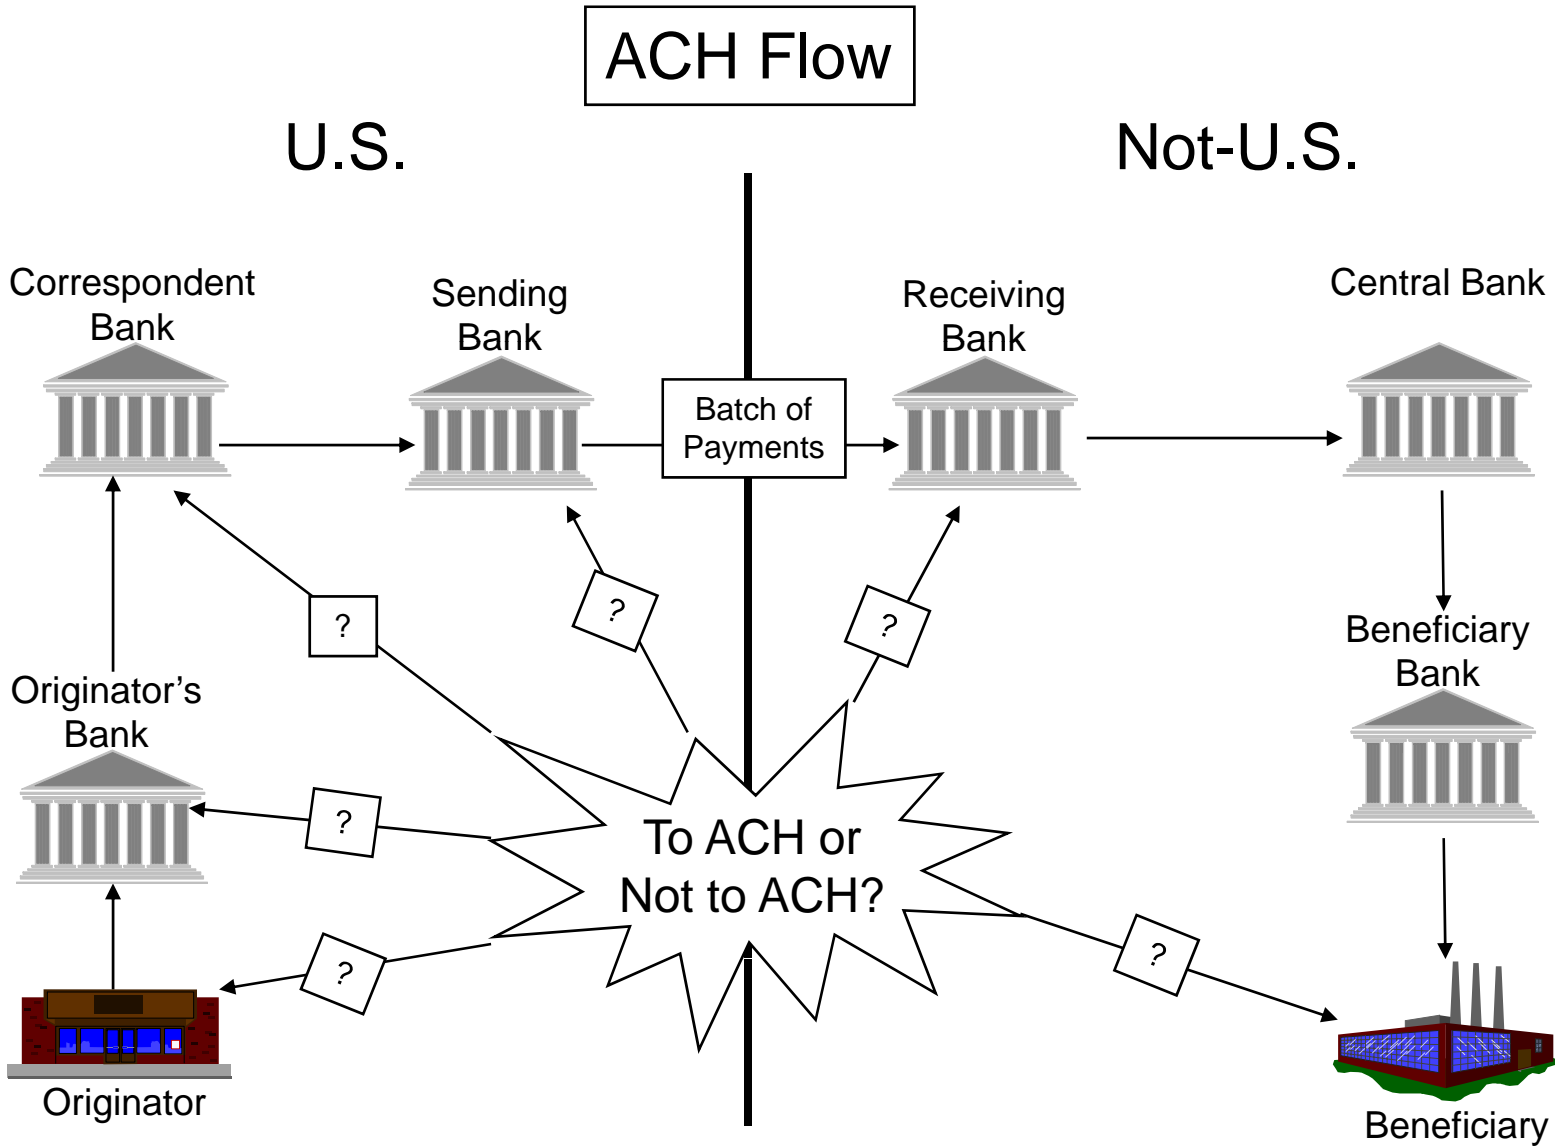 ACH Flow
U.S.
Not-U.S.
Correspondent
Bank
Sending
Bank
Receiving
Bank
Central Bank
Batch of
Payments
?
?
?
Originator’s
Bank
Beneficiary
Bank
?
To ACH or
Not to ACH?
?
?
Originator
Beneficiary